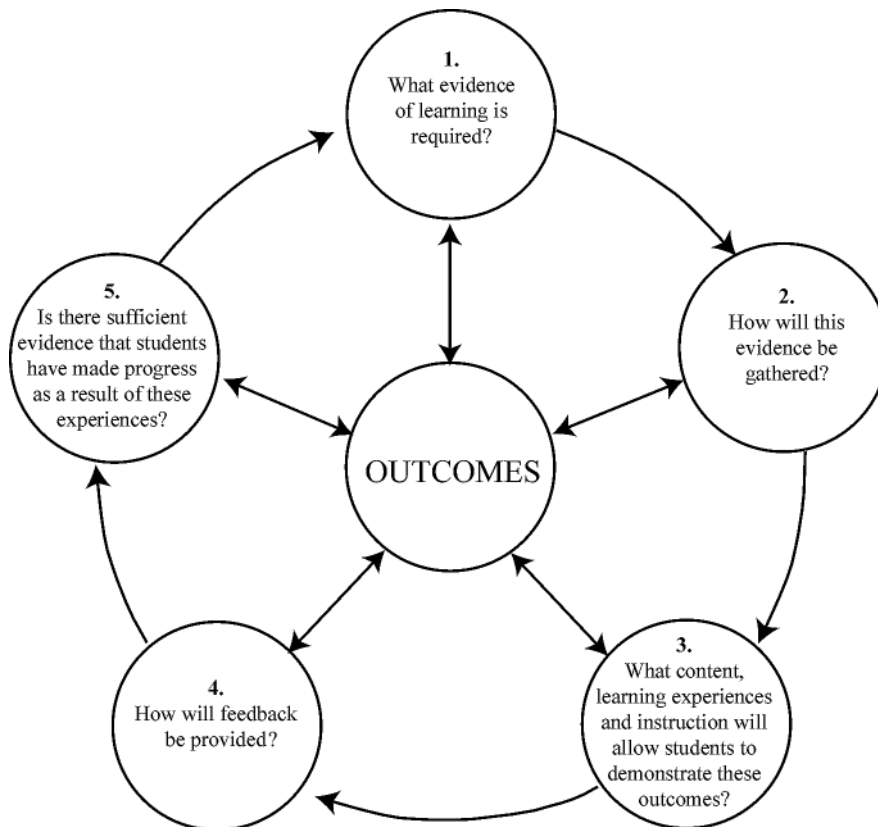 1.
What evidence
of learning is
required?
2.
How will this
evidence be
gathered?
3.
What content,
learning experiences
and instruction will
allow students to
demonstrate these
outcomes?
4.
How will feedback
be provided?
5.
Is there sufficient
evidence that students
have made progress
as a result of these
experiences?
OUTCOMES